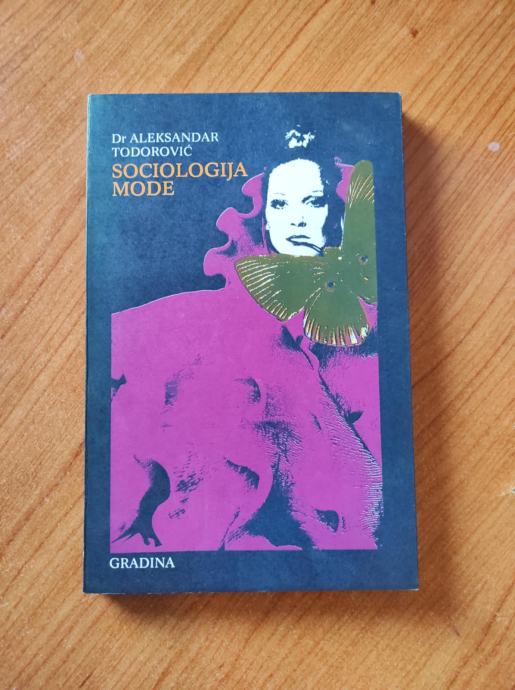 Dr ALEKSANDAR
TODOROVIĆ
SOCIOLOGIJA
MODE
GRADINA